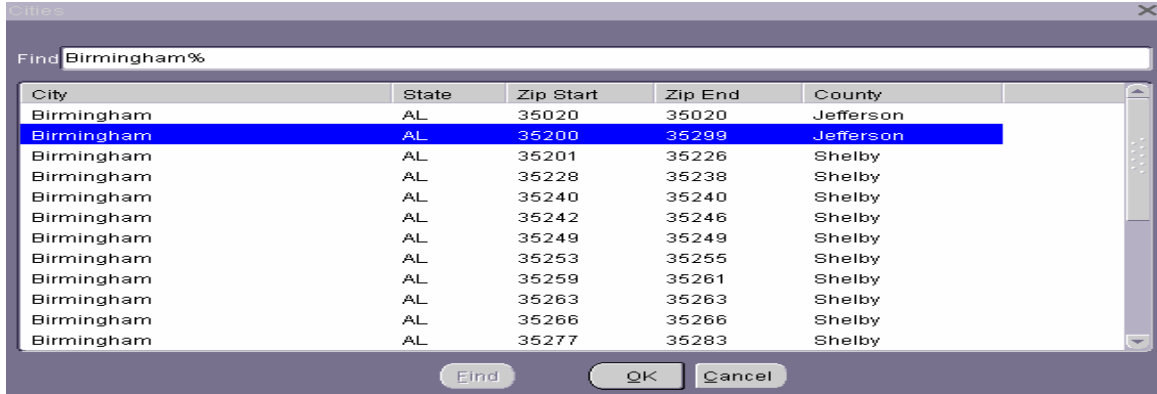 Cities
Find Birmingham%
City State Zip Start Zip End County
Birmingham AL 35020 35020 Jefferson
Birmingham AL 35200 35299 Jefferson
Birmingham AL 35201 35226 Shelby
Birmingham AL 35228 35238 Shelby
Birmingham AL 35240 35240 Shelby
Birmingham AL 35242 35246 Shelby
Birmingham AL 35249 35249 Shelby
Birmingham AL 35253 35255 Shelby
Birmingham AL 35259 35261 Shelby
Birmingham AL 35263 35263 Shelby
Birmingham AL 35266 35266 Shelby
Birmingham AL 35277 35283 Shelby
Find OK Cancel